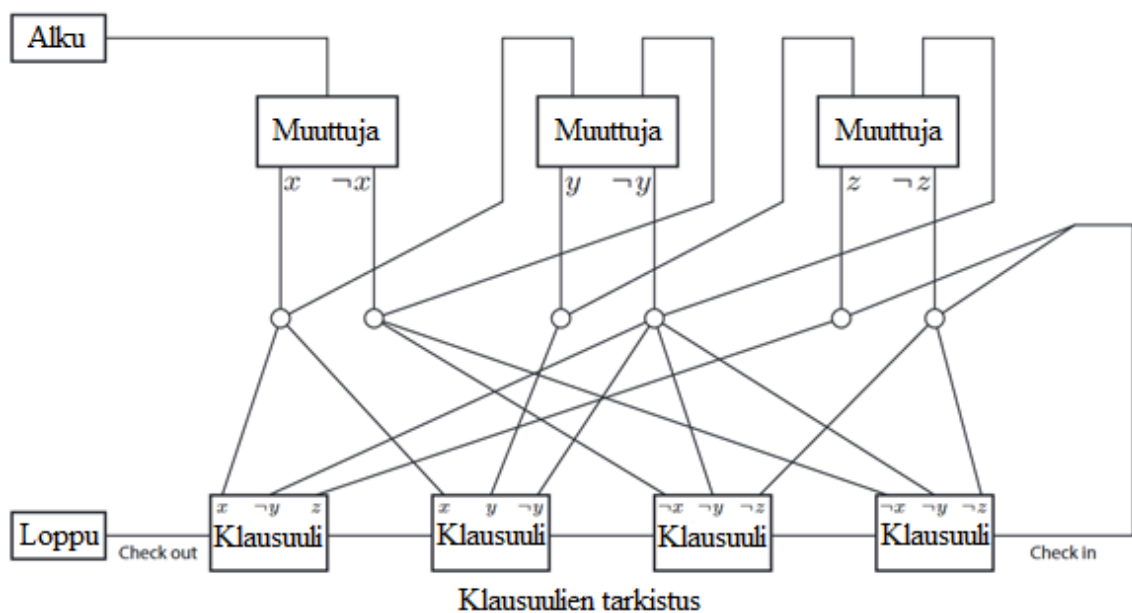 Alku
Muuttuja Muuttuja Muuttuja
x ¬x y ¬y z ¬z
x ¬y z x y ¬y ¬x ¬y ¬z ¬x ¬y ¬z
Loppu Check out Klausuuli Klausuuli Klausuuli Klausuuli Check in
Klausuulien tarkistus